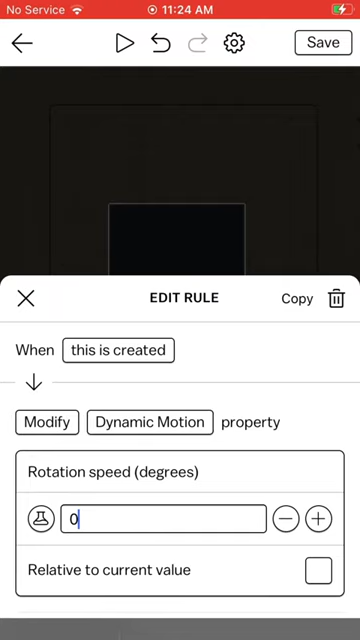 No Service 11:24 AM
Save
EDIT RULE
Copy
When this is created
Modify Dynamic Motion property
Rotation speed (degrees)
0
Relative to current value